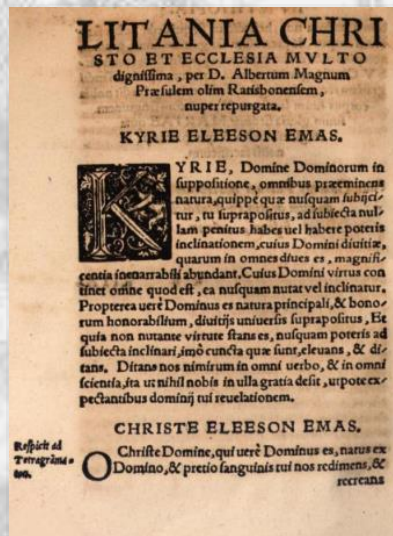 LITANIA CHRI
STO ET ECCLESIA MVLTO
dignissima, per D. Albertum Magnum
Præsulem olim Ratisbonensem,
nuper repurgata.
KYRIE ELEESON EMAS.
KYRIE, Domine Dominorum in
suppositione, omnibus præeminens
natura, quippe quæ nusquam subijci-
tur, tu suprapositus, ad subiecta nul-
lam penitus habes uel habere poteris
inclinationem, cuius Domini diuitiæ,
quarum in omnes diues es, magnifi-
centia inenarrabili abundant. Cuius Domini virtus con
tinet omne quod est, ea nusquam nutat vel inclinatur.
Propterea uerè Dominus es natura principali, & bono-
rum honorabilium, diuitijs uniuersis suprapositus, Et
quia non nutante virtute stans es, nusquam poteris ad
subiecta inclinari, imò cuncta quæ sunt, eleuans, & di-
tans. Ditans nos nimirum in omni uerbo, & in omni
scientia, ita ut nihil nobis in ulla gratia desit, utpote ex-
pectantibus dominij tui reuelationem.
CHRISTE ELEESON EMAS.
Respicit ad
Tetragrāma-
ton.
O Christe Domine, qui uerè Dominus es, natus ex
Domino, & pretio sanguinis tui nos redimens, &
recreans